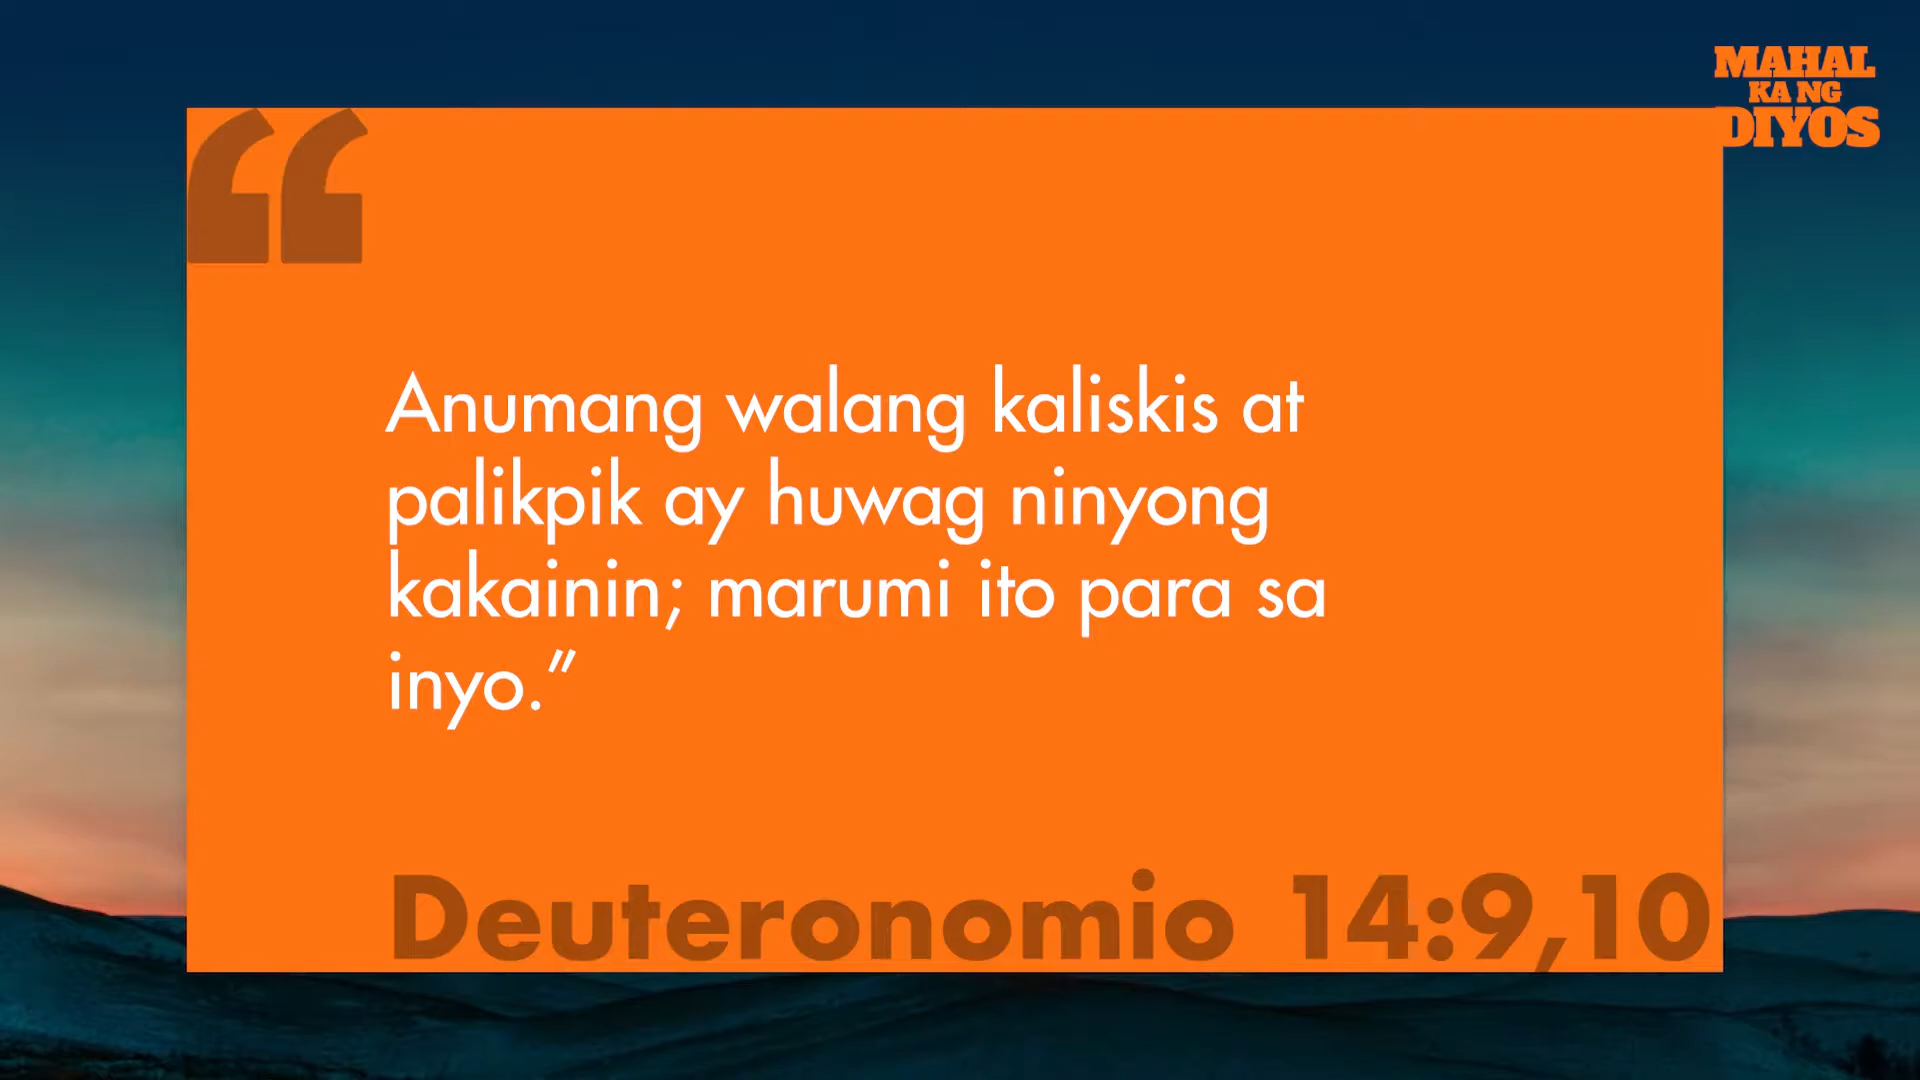 MAHAL
KA NG
DIYOS
“
Anumang walang kaliskis at
palikpik ay huwag ninyong
kakainin; marumi ito para sa
inyo.”
Deuteronomio 14:9,10